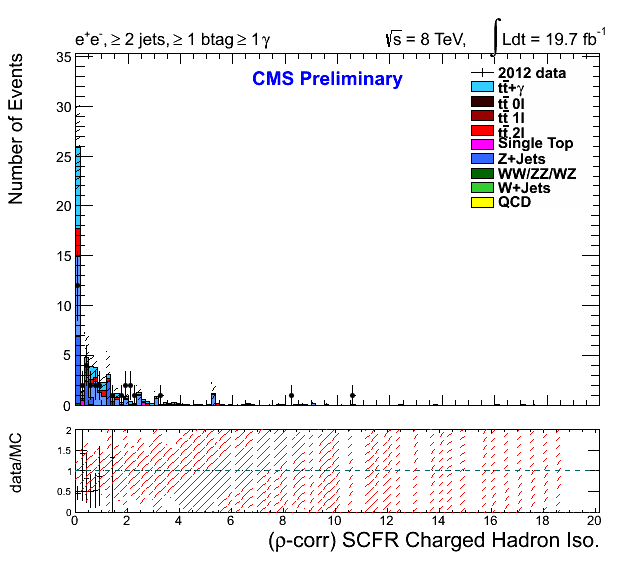 e⁺e⁻, ≥ 2 jets, ≥ 1 btag ≥ 1 γ
√s = 8 TeV, ∫ Ldt = 19.7 fb⁻¹
CMS Preliminary
2012 data
tt̄+γ
tt̄ 0l
tt̄ 1l
tt̄ 2l
Single Top
Z+Jets
WW/ZZ/WZ
W+Jets
QCD
Number of Events
35
30
25
20
15
10
5
0
data/MC
2
1.5
1
0.5
0
0 2 4 6 8 10 12 14 16 18 20
(ρ-corr) SCFR Charged Hadron Iso.